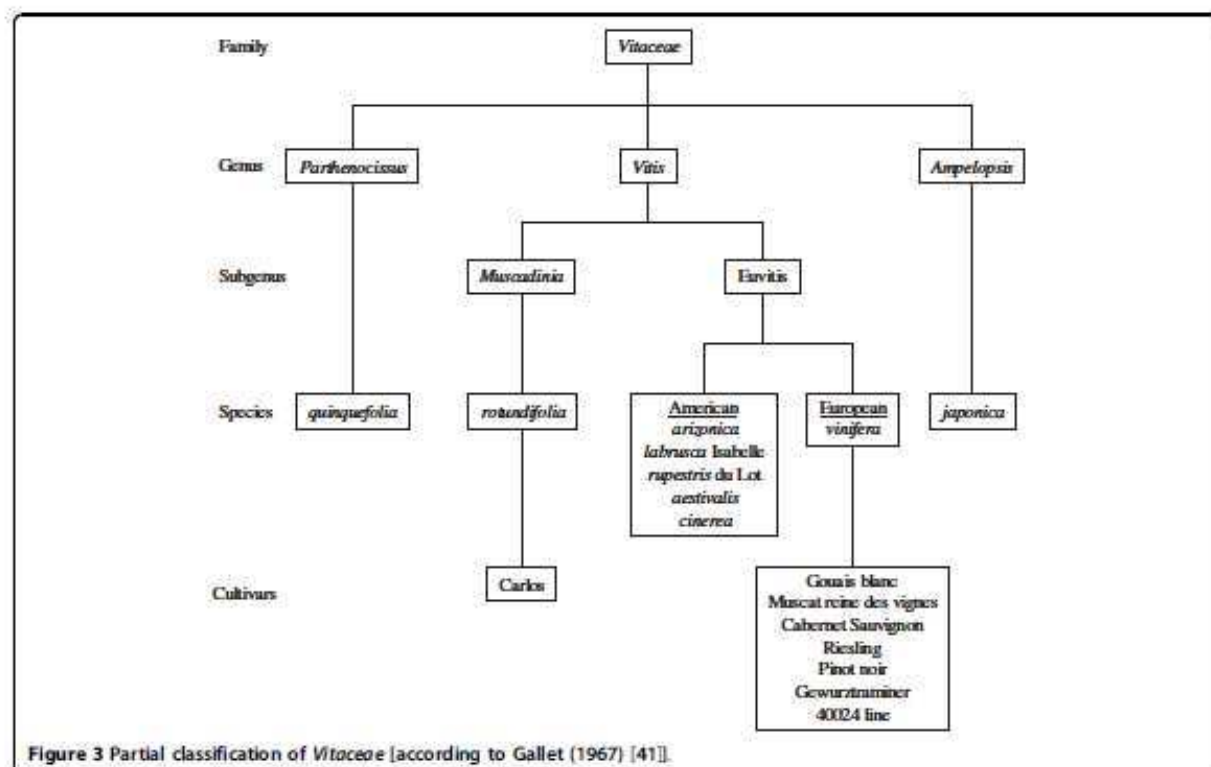 Family
Vitaceae
Genus
Parthenocissus
Vitis
Ampelopsis
Subgenus
Muscadinia
Euvitis
Species
quinquefolia
rotundifolia
American
arizonica
labrusca Isabelle
rupestris du Lot
aestivalis
cinerea
European
vinifera
japonica
Cultivars
Carlos
Gouais blanc
Muscat reine des vignes
Cabernet Sauvignon
Riesling
Pinot noir
Gewurztraminer
40024 line
Figure 3 Partial classification of Vitaceae [according to Gallet (1967) [41]].